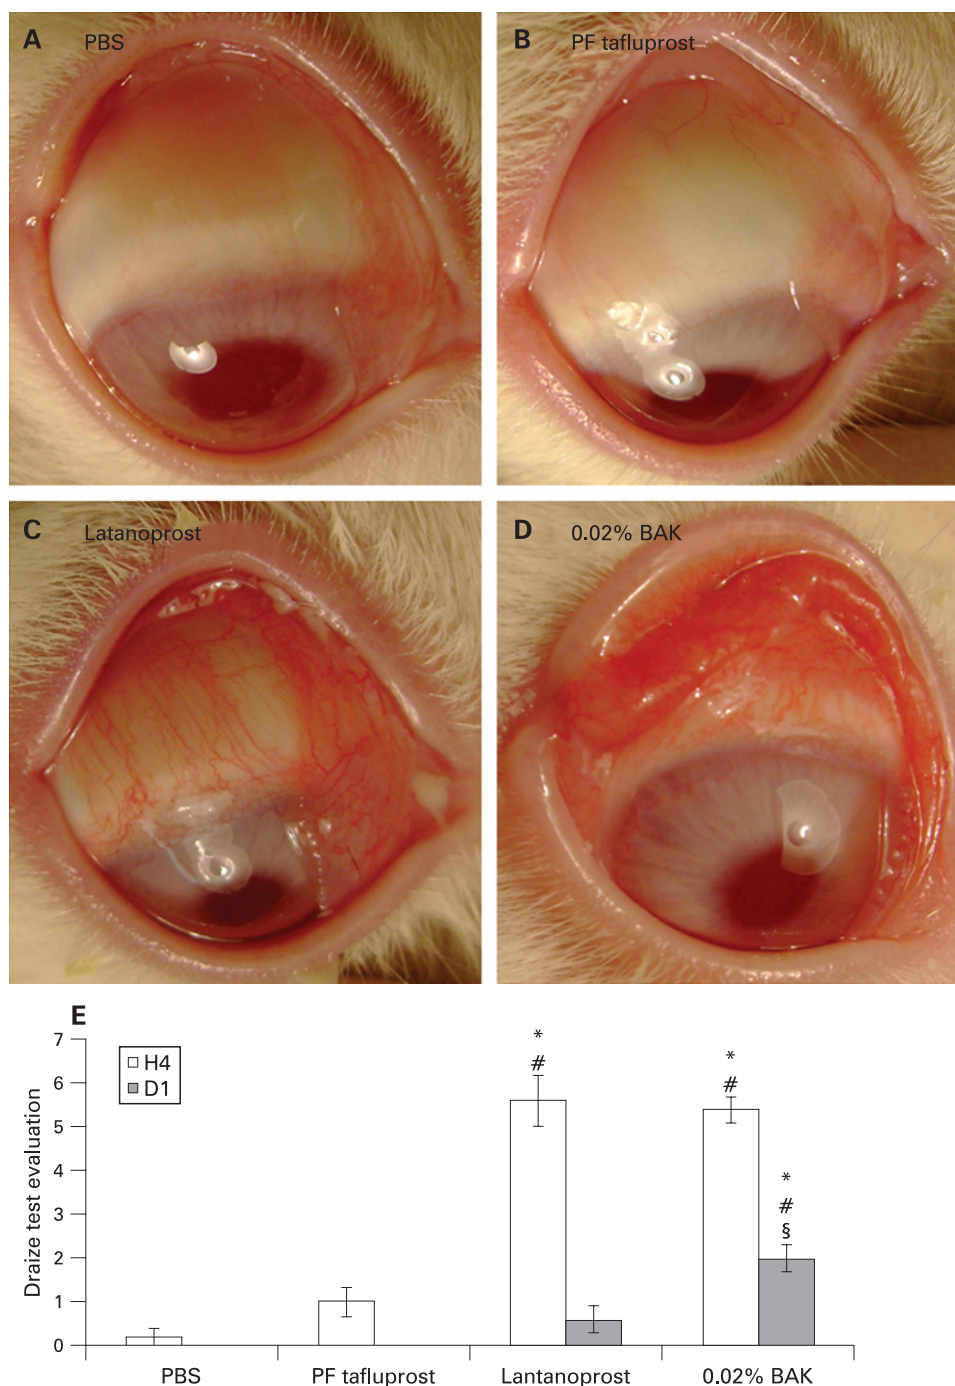 A PBS
B PF tafluprost
C Latanoprost
D 0.02% BAK
E
7
6
5
4
3
2
1
0
Draize test evaluation
H4
D1
*
#
*
#
*
#
§
PBS
PF tafluprost
Lantanoprost
0.02% BAK